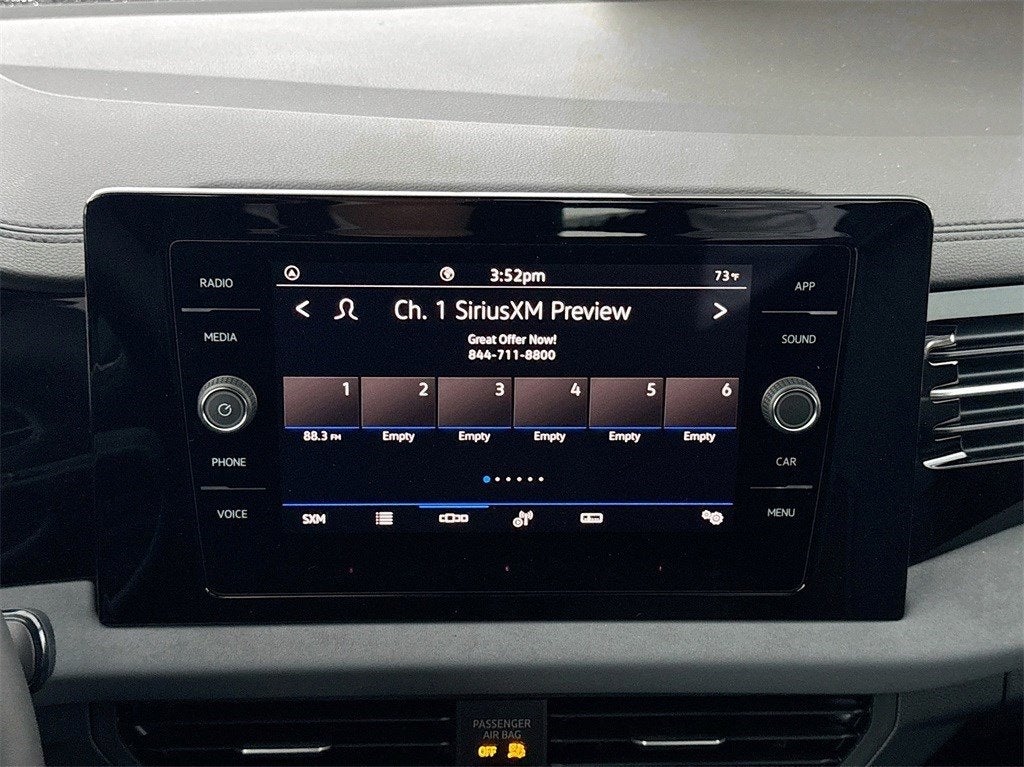 RADIO
MEDIA
PHONE
VOICE
3:52pm 73°F
< Ch. 1 SiriusXM Preview >
Great Offer Now!
844-711-8800
1 2 3 4 5 6
88.3 FM Empty Empty Empty Empty Empty
SXM
APP
SOUND
CAR
MENU
PASSENGER
AIR BAG
OFF